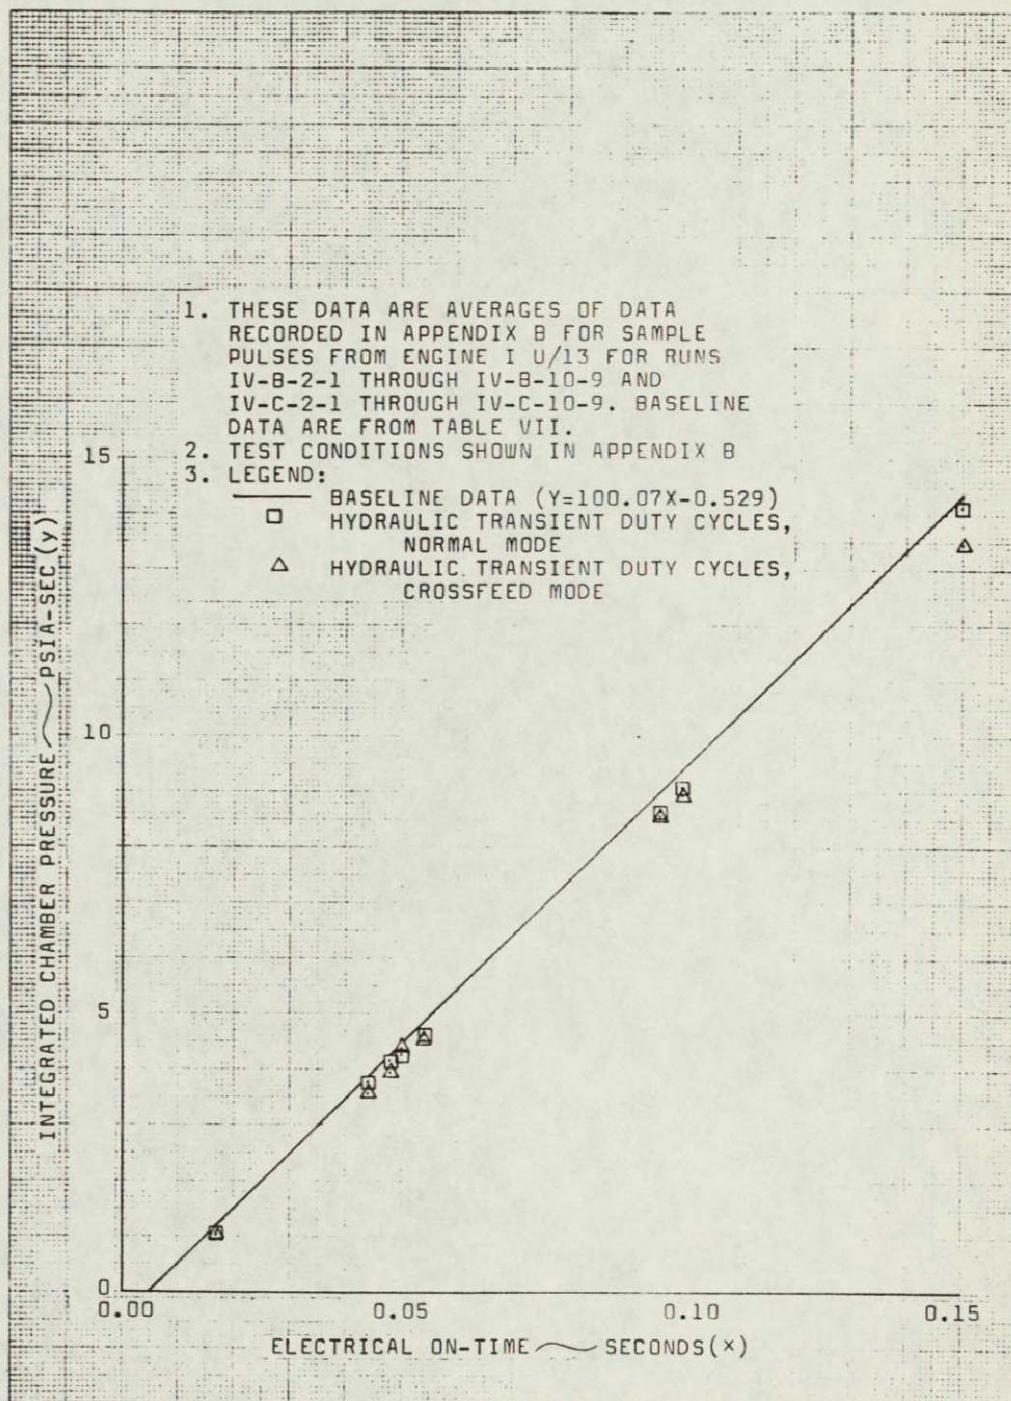 1. THESE DATA ARE AVERAGES OF DATA
RECORDED IN APPENDIX B FOR SAMPLE
PULSES FROM ENGINE I U/13 FOR RUNS
IV-B-2-1 THROUGH IV-B-10-9 AND
IV-C-2-1 THROUGH IV-C-10-9. BASELINE
DATA ARE FROM TABLE VII.
2. TEST CONDITIONS SHOWN IN APPENDIX B
3. LEGEND:
BASELINE DATA (Y=100.07X-0.529)
HYDRAULIC TRANSIENT DUTY CYCLES,
NORMAL MODE
HYDRAULIC TRANSIENT DUTY CYCLES,
CROSSFEED MODE
INTEGRATED CHAMBER PRESSURE ~ PSIA-SEC(y)
15
10
5
0
0.00
0.05
0.10
0.15
ELECTRICAL ON-TIME ~ SECONDS(x)